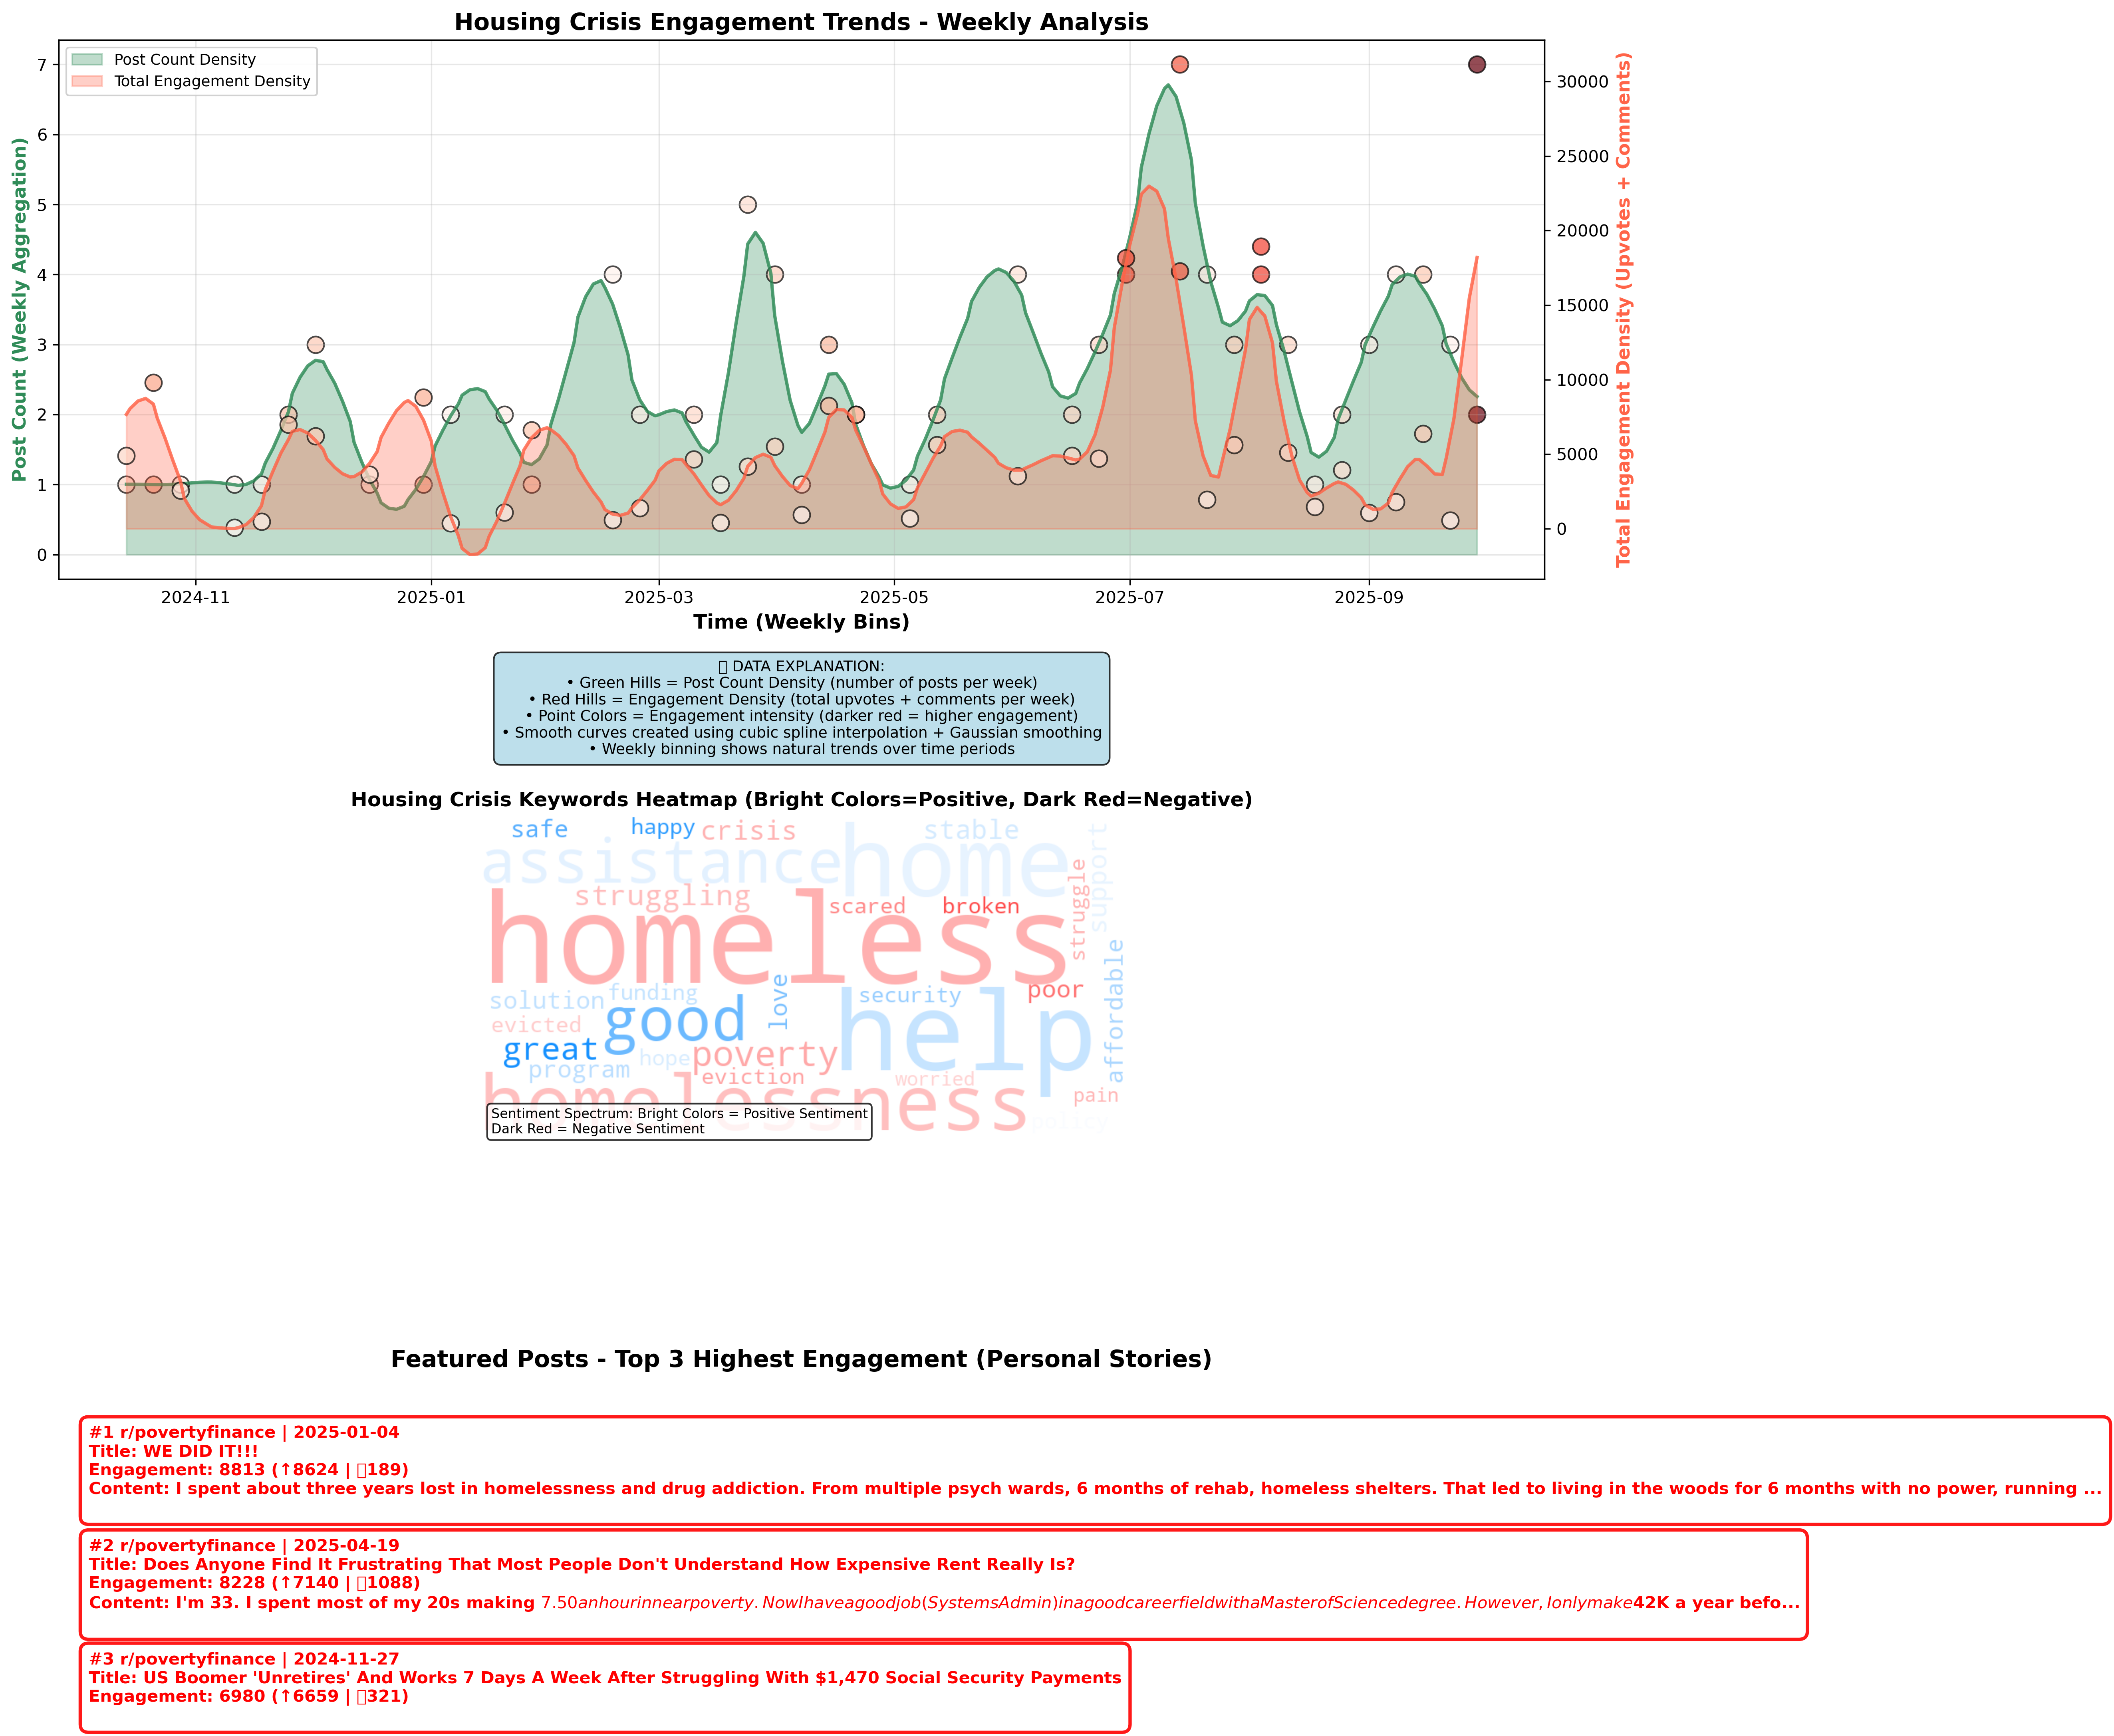 Housing Crisis Engagement Trends - Weekly Analysis
Post Count Density
Total Engagement Density
Post Count (Weekly Aggregation)
7
6
5
4
3
2
1
0
30000
25000
20000
15000
10000
5000
0
Total Engagement Density (Upvotes + Comments)
2024-11
2025-01
2025-03
2025-05
2025-07
2025-09
Time (Weekly Bins)
DATA EXPLANATION:
• Green Hills = Post Count Density (number of posts per week)
• Red Hills = Engagement Density (total upvotes + comments per week)
• Point Colors = Engagement intensity (darker red = higher engagement)
• Smooth curves created using cubic spline interpolation + Gaussian smoothing
• Weekly binning shows natural trends over time periods
Housing Crisis Keywords Heatmap (Bright Colors=Positive, Dark Red=Negative)
safe
happy
crisis
stable
support
assistance
home
struggling
scared
broken
struggle
homeless
affordable
solution
funding
love
security
poor
evicted
good
help
great
hope
poverty
program
eviction
worried
pain
homelessness
policy
Sentiment Spectrum: Bright Colors = Positive Sentiment
Dark Red = Negative Sentiment
Featured Posts - Top 3 Highest Engagement (Personal Stories)
#1 r/povertyfinance | 2025-01-04
Title: WE DID IT!!!
Engagement: 8813 (↑8624 | 189)
Content: I spent about three years lost in homelessness and drug addiction. From multiple psych wards, 6 months of rehab, homeless shelters. That led to living in the woods for 6 months with no power, running ...
#2 r/povertyfinance | 2025-04-19
Title: Does Anyone Find It Frustrating That Most People Don't Understand How Expensive Rent Really Is?
Engagement: 8228 (↑7140 | 1088)
Content: I'm 33. I spent most of my 20s making 7.50anhourinnearpoverty.NowIhaveagoodjob(SystemsAdmin)inagoodcareerfieldwithaMasterofSciencedegree.However,Ionlymake42K a year befo...
#3 r/povertyfinance | 2024-11-27
Title: US Boomer 'Unretires' And Works 7 Days A Week After Struggling With $1,470 Social Security Payments
Engagement: 6980 (↑6659 | 321)